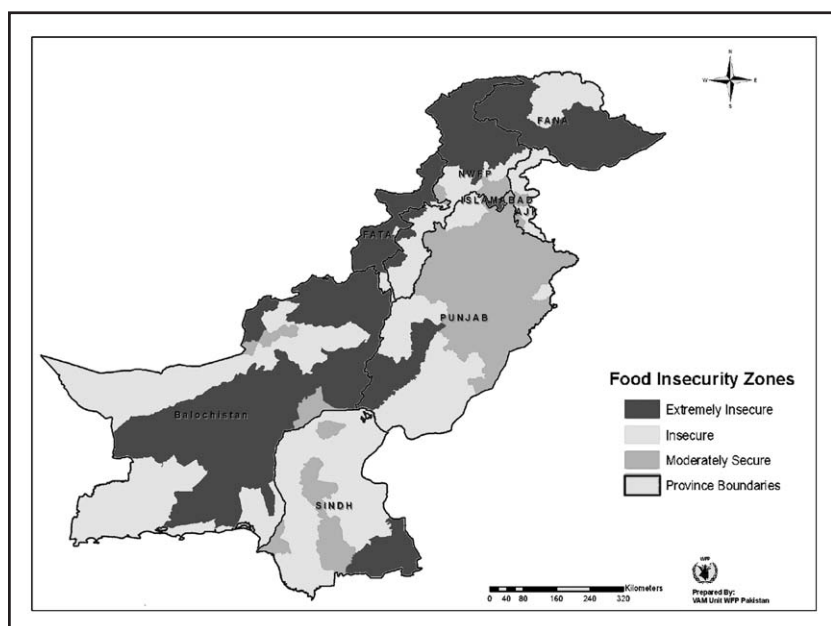 N
W E
S
FANA
NWFP
ISLAMABAD
AJK
FATA
PUNJAB
Balochistan
SINDH
Food Insecurity Zones
Extremely Insecure
Insecure
Moderately Secure
Province Boundaries
Kilometers
0 40 80 160 240 320
WFP
Prepared By:
VAM Unit WFP Pakistan